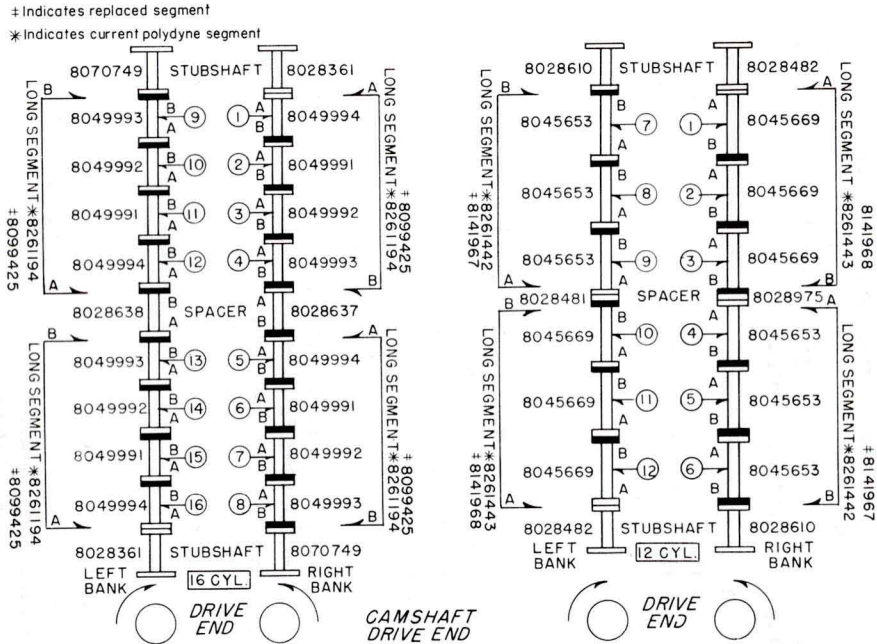 ‡ Indicates replaced segment
* Indicates current polydyne segment
8070749 STUBSHAFT 8028361
B LONG SEGMENT *8261194 A
‡8099425
8049993 B A 9 1 A B 8049994
8049992 B A 10 2 A B 8049991
8049991 B A 11 3 A B 8049992
8049994 B A 12 4 A B 8049993
A LONG SEGMENT *8261194 B
‡8099425
8028638 B A SPACER A B 8028637
B LONG SEGMENT *8261194 A
‡8099425
8049993 B A 13 5 A B 8049994
8049992 B A 14 6 A B 8049991
8049991 B A 15 7 A B 8049992
8049994 B A 16 8 A B 8049993
A LONG SEGMENT *8261194 B
‡8099425
8028361 STUBSHAFT 8070749
LEFT BANK 16 CYL. RIGHT BANK
DRIVE END
CAMSHAFT DRIVE END
8028610 STUBSHAFT 8028482
B LONG SEGMENT *8261442 A
‡8141967
8045653 B A 7 1 A B 8045669
8045653 B A 8 2 A B 8045669
8045653 B A 9 3 A B 8045669
A LONG SEGMENT *8261443 B
8141968
B 8028481 SPACER 8028975 A
8045669 B A 10 4 A B 8045653
8045669 B A 11 5 A B 8045653
8045669 B A 12 6 A B 8045653
A LONG SEGMENT *8261443
‡8141968
LONG SEGMENT *8261442 B
‡8141967
8028482 STUBSHAFT 8028610
LEFT BANK 12 CYL. RIGHT BANK
DRIVE END